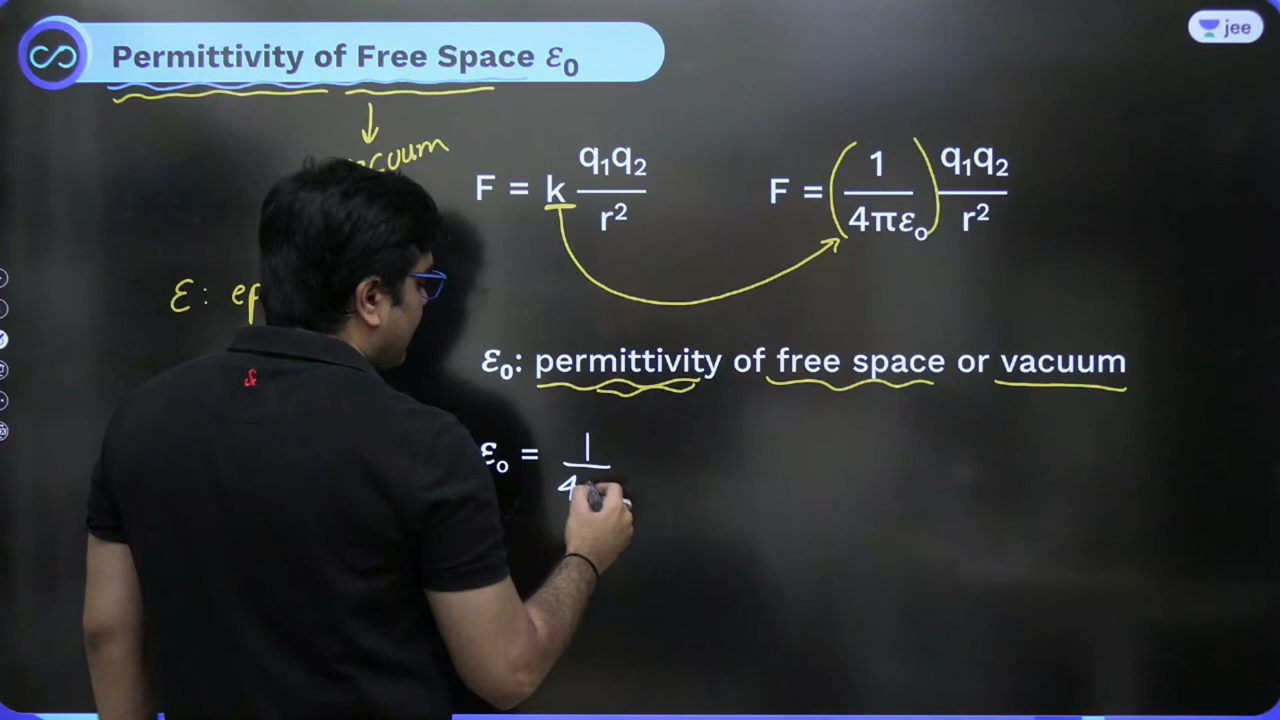 Permittivity of Free Space ε₀
jee
F = k q₁q₂ / r²
F = (1 / 4πε₀) q₁q₂ / r²
ε:
ε₀: permittivity of free space or vacuum
ε₀ = 1 / 4